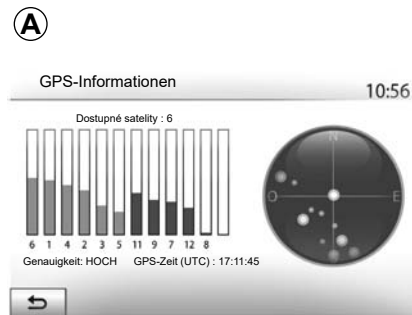 A
GPS-Informationen 10:56
Dostupné satelity : 6
6 1 4 2 3 5 11 9 7 12 8
Genauigkeit: HOCH GPS-Zeit (UTC) : 17:11:45
N
O E